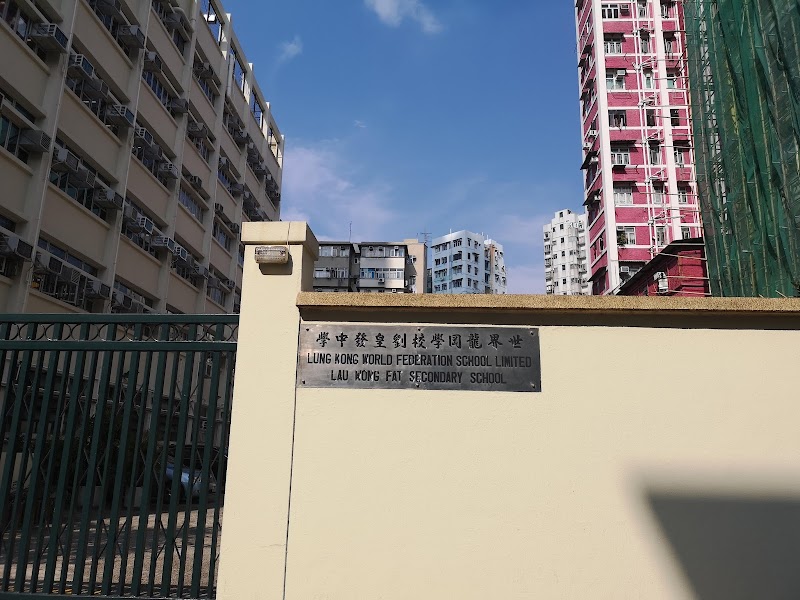 世界龍岡學校劉皇發中學
LUNG KONG WORLD FEDERATION SCHOOL LIMITED
LAU WONG FAT SECONDARY SCHOOL